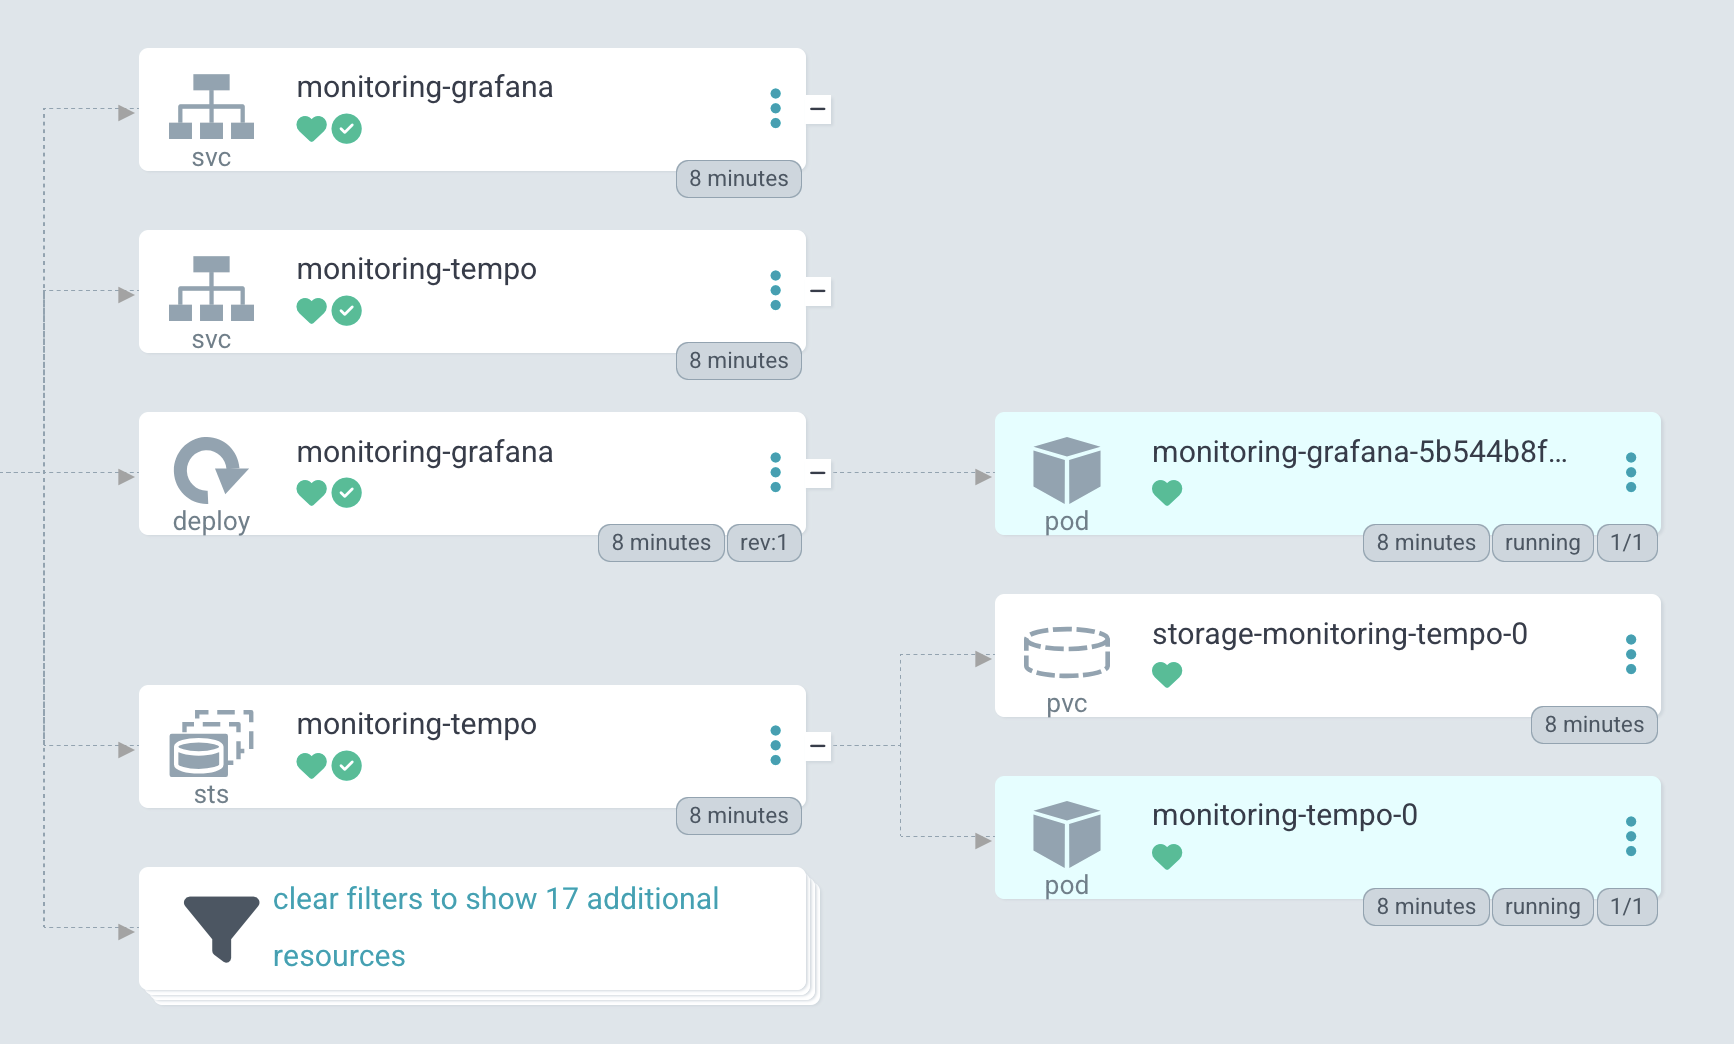 monitoring-grafana
svc
8 minutes
monitoring-tempo
svc
8 minutes
monitoring-grafana
deploy
8 minutes
rev:1
monitoring-grafana-5b544b8f...
pod
8 minutes
running
1/1
storage-monitoring-tempo-0
pvc
8 minutes
monitoring-tempo
sts
8 minutes
monitoring-tempo-0
pod
8 minutes
running
1/1
clear filters to show 17 additional
resources